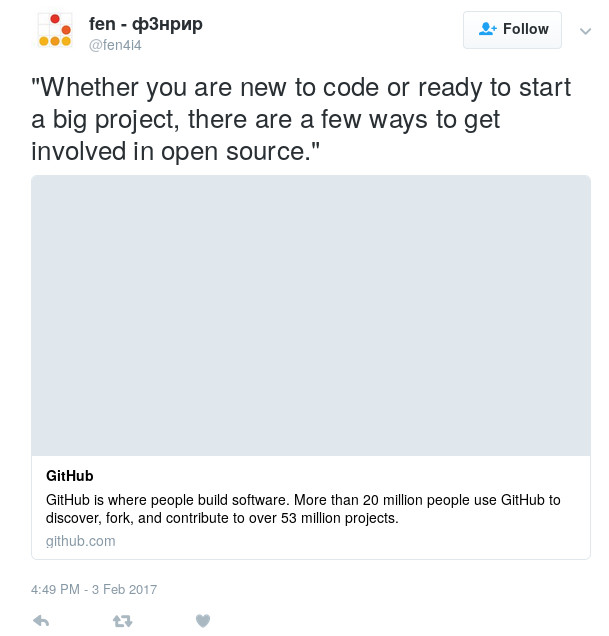 fen - ф3нрир
@fen4l4
Follow
"Whether you are new to code or ready to start
a big project, there are a few ways to get
involved in open source."
GitHub
GitHub is where people build software. More than 20 million people use GitHub to
discover, fork, and contribute to over 53 million projects.
github.com
4:49 PM - 3 Feb 2017